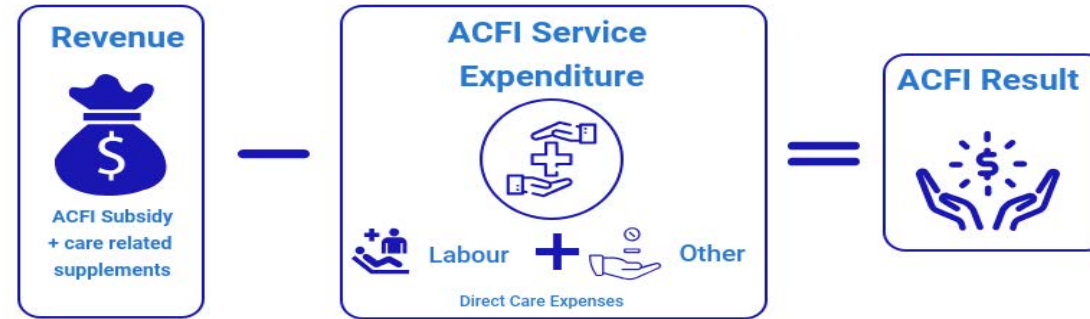 Revenue
$
ACFI Subsidy
+ care related
supplements
ACFI Service
Expenditure
Labour + Other
Direct Care Expenses
=
ACFI Result
$